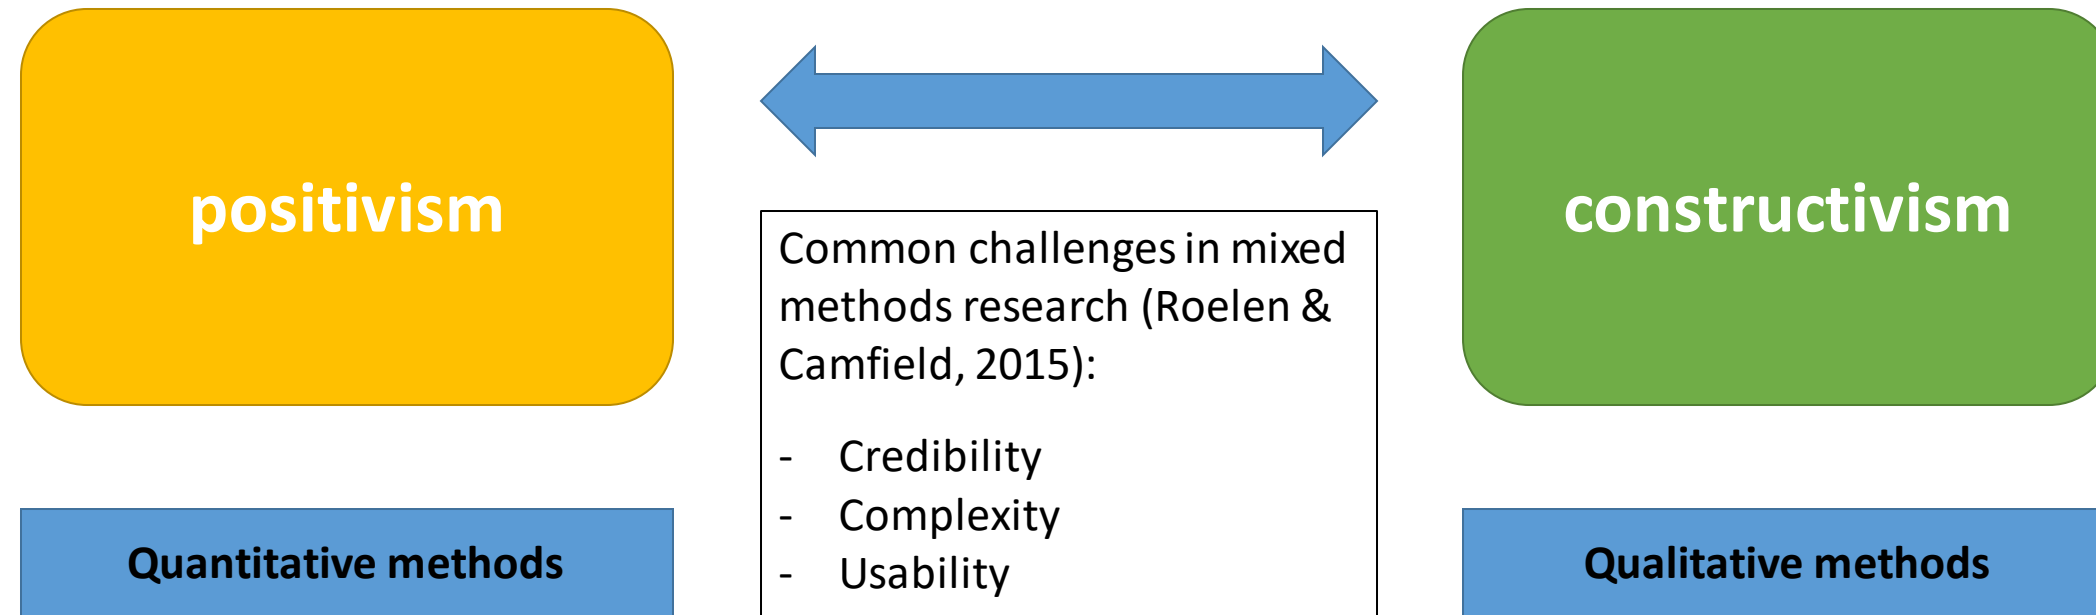 positivism
Common challenges in mixed
methods research (Roelen &
Camfield, 2015):
- Credibility
- Complexity
- Usability
constructivism
Quantitative methods
Qualitative methods